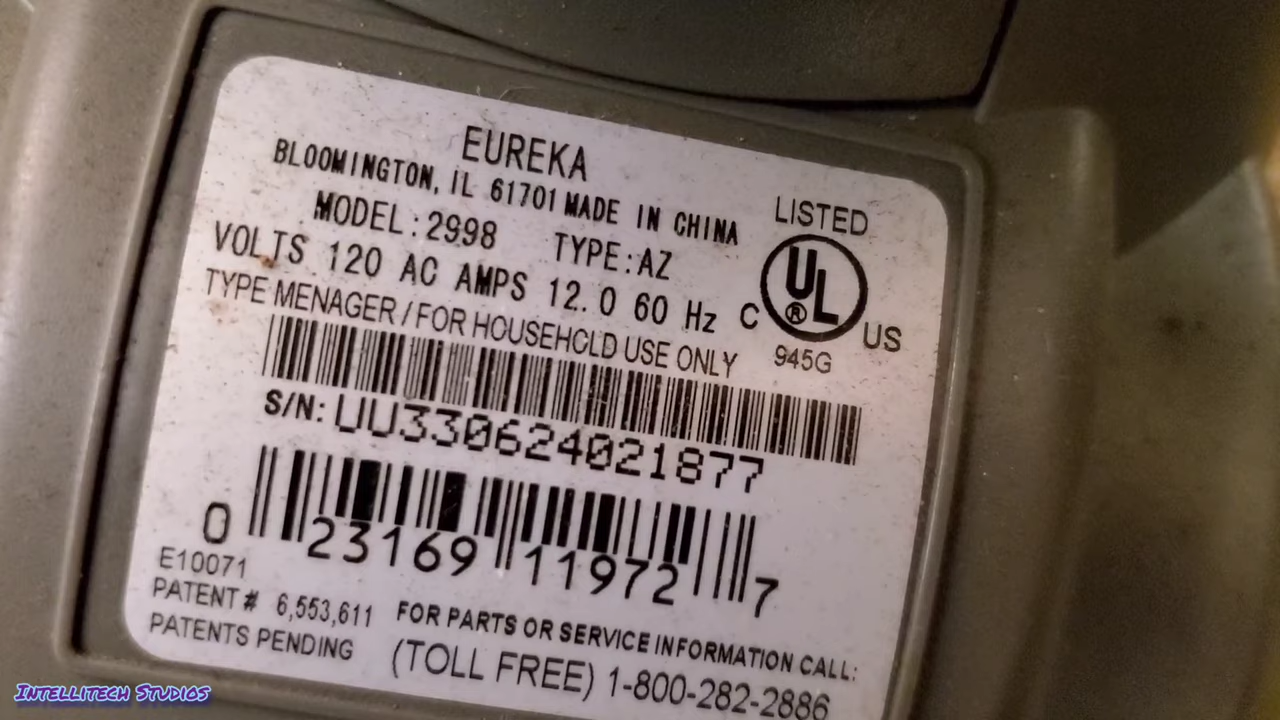 EUREKA
BLOOMINGTON, IL 61701 MADE IN CHINA
MODEL:2998 TYPE:AZ
VOLTS 120 AC AMPS 12.0 60 Hz
TYPE MENAGER / FOR HOUSEHOLD USE ONLY
LISTED
UL ®
C US
945G
S/N: UU330624021877
0 23169 11972 7
E10071
PATENT# 6,553,611
PATENTS PENDING
FOR PARTS OR SERVICE INFORMATION CALL:
(TOLL FREE) 1-800-282-2886
Intellitech Studios